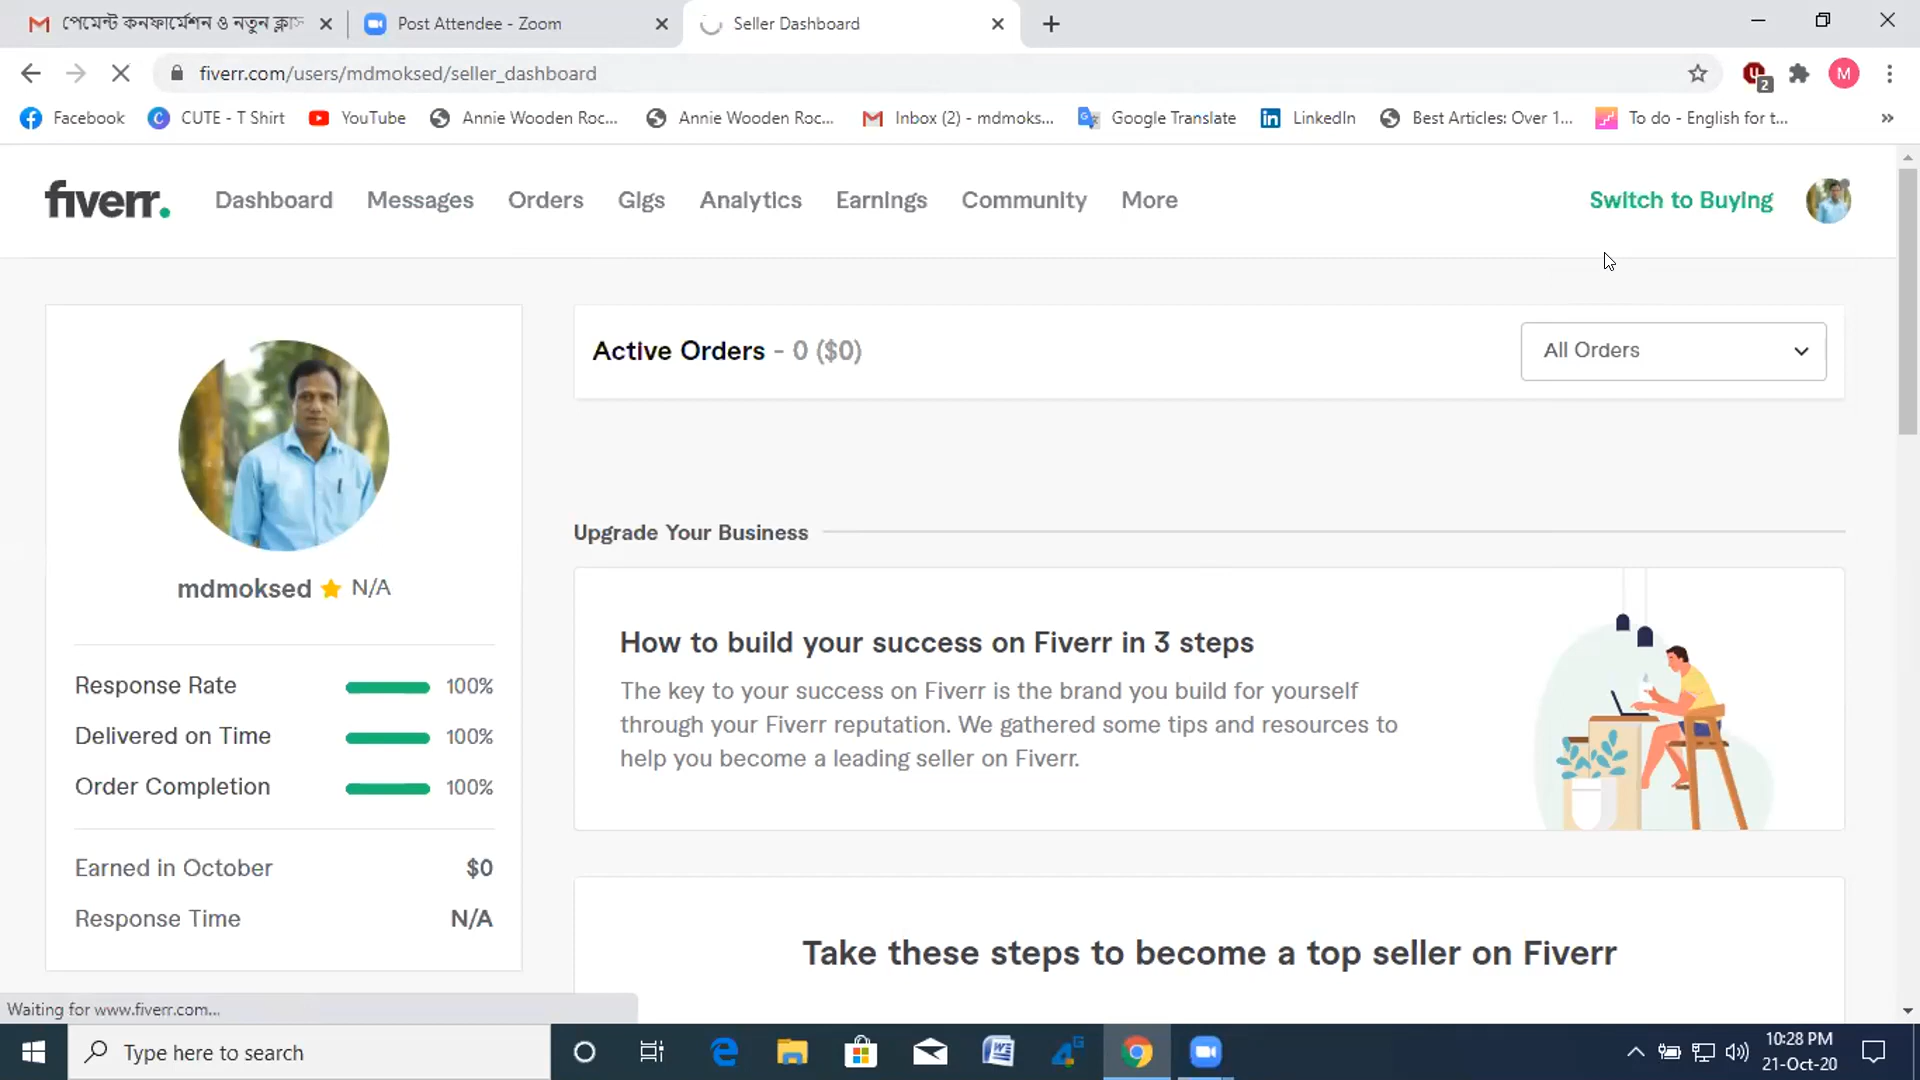 পেমেন্ট কনফার্মেশন ও নতুন ক্লাস
Post Attendee - Zoom
Seller Dashboard
fiverr.com/users/mdmoksed/seller_dashboard
2
M
Facebook
CUTE - T Shirt
YouTube
Annie Wooden Roc...
Annie Wooden Roc...
Inbox (2) - mdmoks...
Google Translate
LinkedIn
Best Articles: Over 1...
To do - English for t...
fiverr.
Dashboard
Messages
Orders
Gigs
Analytics
Earnings
Community
More
Switch to Buying
Active Orders - 0 ($0)
All Orders
mdmoksed N/A
Response Rate 100%
Delivered on Time 100%
Order Completion 100%
Earned in October $0
Response Time N/A
Upgrade Your Business
How to build your success on Fiverr in 3 steps
The key to your success on Fiverr is the brand you build for yourself
through your Fiverr reputation. We gathered some tips and resources to
help you become a leading seller on Fiverr.
Take these steps to become a top seller on Fiverr
Waiting for www.fiverr.com...
Type here to search
10:28 PM
21-Oct-20